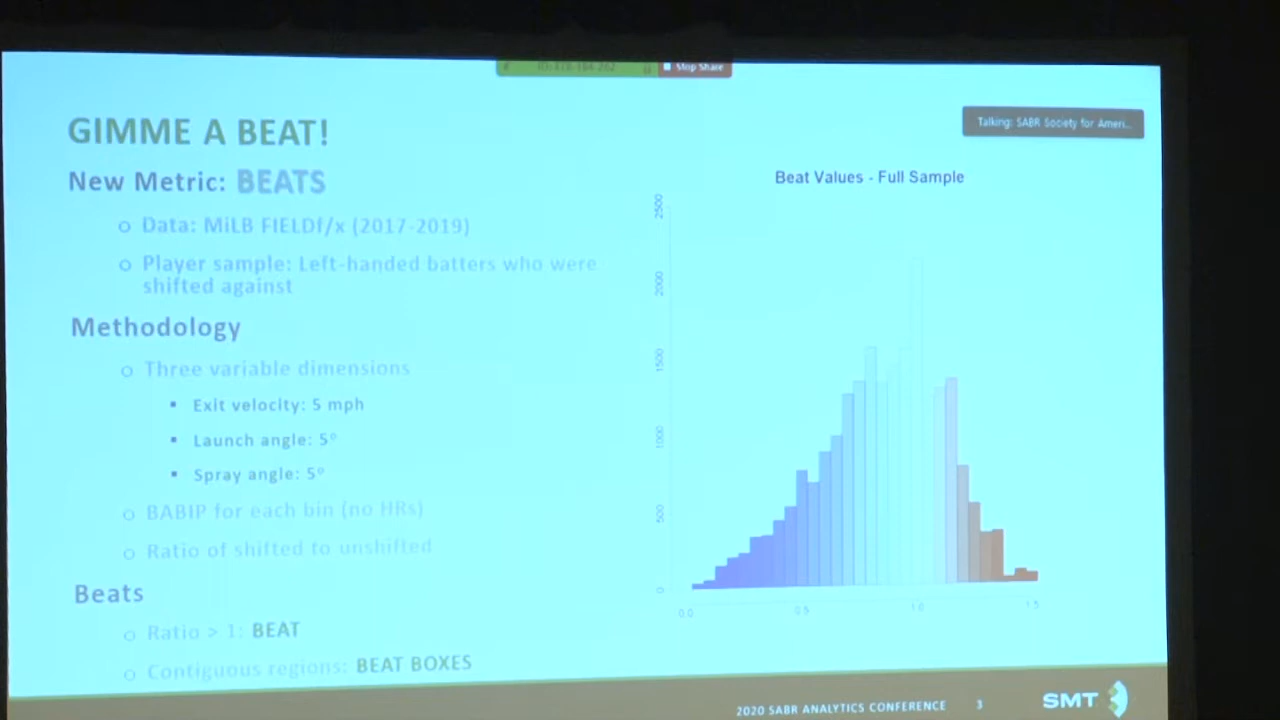 Stop Share
Talking: SABR Society for Ameri...
GIMME A BEAT!
New Metric: BEATS
Data: MiLB FIELDf/x (2017-2019)
Player sample: Left-handed batters who were
shifted against
Methodology
Three variable dimensions
Exit velocity: 5 mph
Launch angle: 5°
Spray angle: 5°
BABIP for each bin (no HRs)
Ratio of shifted to unshifted
Beats
Ratio > 1: BEAT
Contiguous regions: BEAT BOXES
Beat Values - Full Sample
2500
2000
1500
1000
500
0
0.0 0.5 1.0 1.5
2020 SABR ANALYTICS CONFERENCE 3 SMT